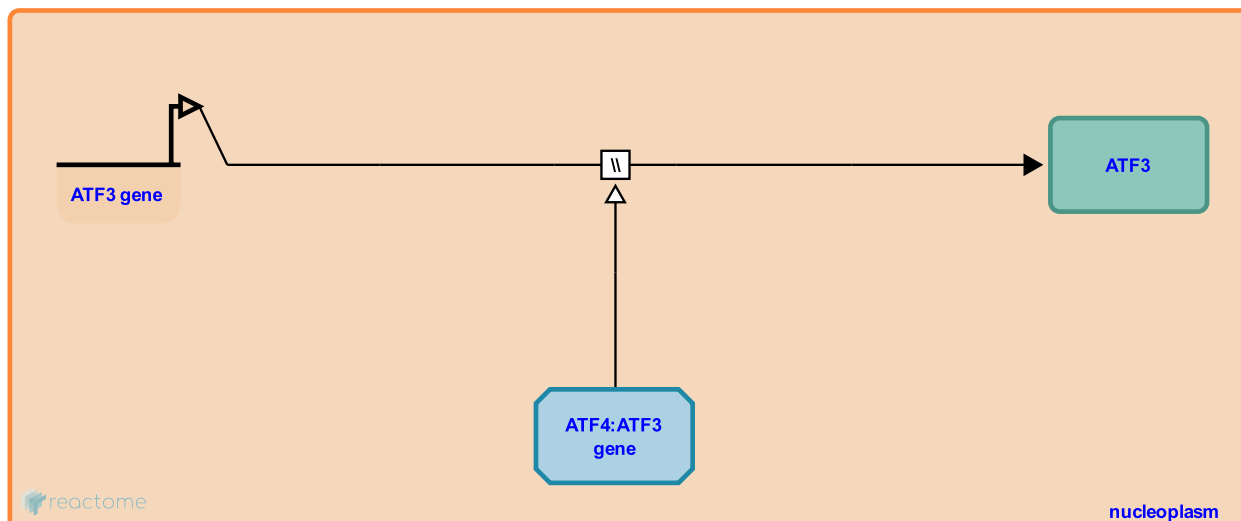 ATF3 gene
\\
ATF3
ATF4:ATF3
gene
reactome
nucleoplasm